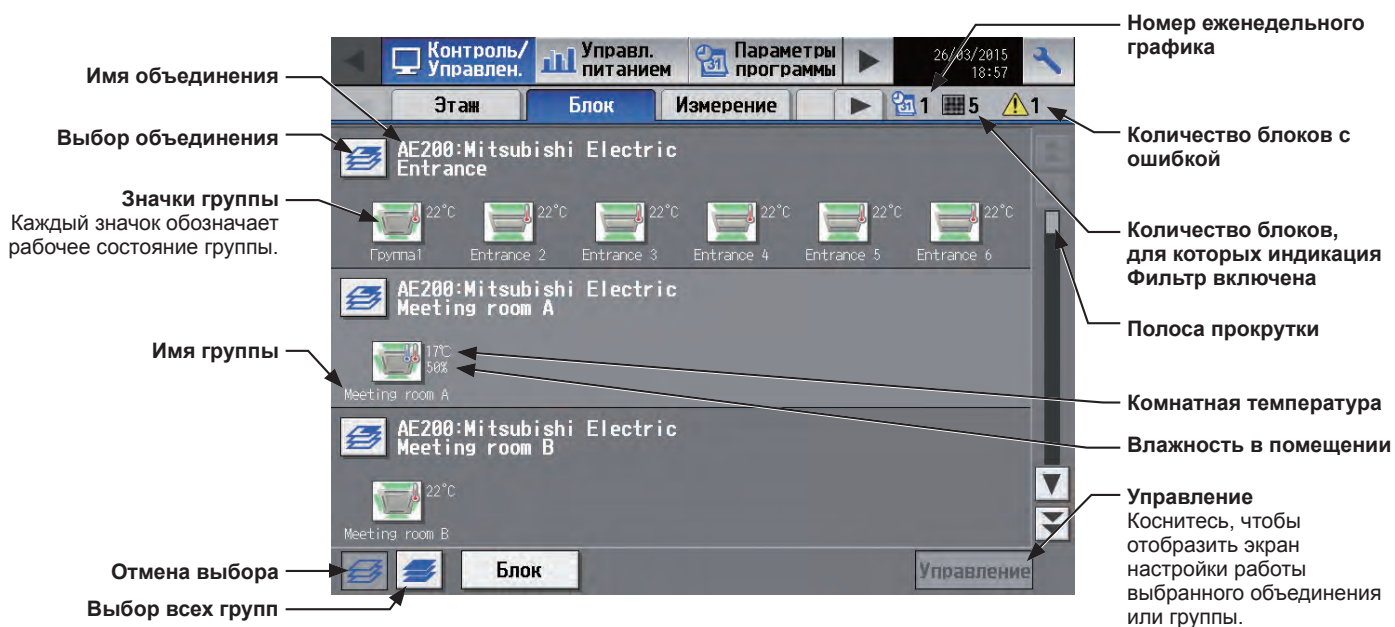 Имя объединения
Выбор объединения
Значки группы
Каждый значок обозначает
рабочее состояние группы.
Имя группы
Отмена выбора
Выбор всех групп
Контроль/
Управлен.
Управл.
питанием
Параметры
программы
26/03/2015
18:57
Этаж
Блок
Измерение
1
5
1
AE200:Mitsubishi Electric
Entrance
22°C
22°C
22°C
22°C
22°C
22°C
Группа1
Entrance 2
Entrance 3
Entrance 4
Entrance 5
Entrance 6
AE200:Mitsubishi Electric
Meeting room A
17°C
50%
Meeting room A
AE200:Mitsubishi Electric
Meeting room B
22°C
Meeting room B
Блок
Управление
Номер еженедельного
графика
Количество блоков с
ошибкой
Количество блоков,
для которых индикация
Фильтр включена
Полоса прокрутки
Комнатная температура
Влажность в помещении
Управление
Коснитесь, чтобы
отобразить экран
настройки работы
выбранного объединения
или группы.